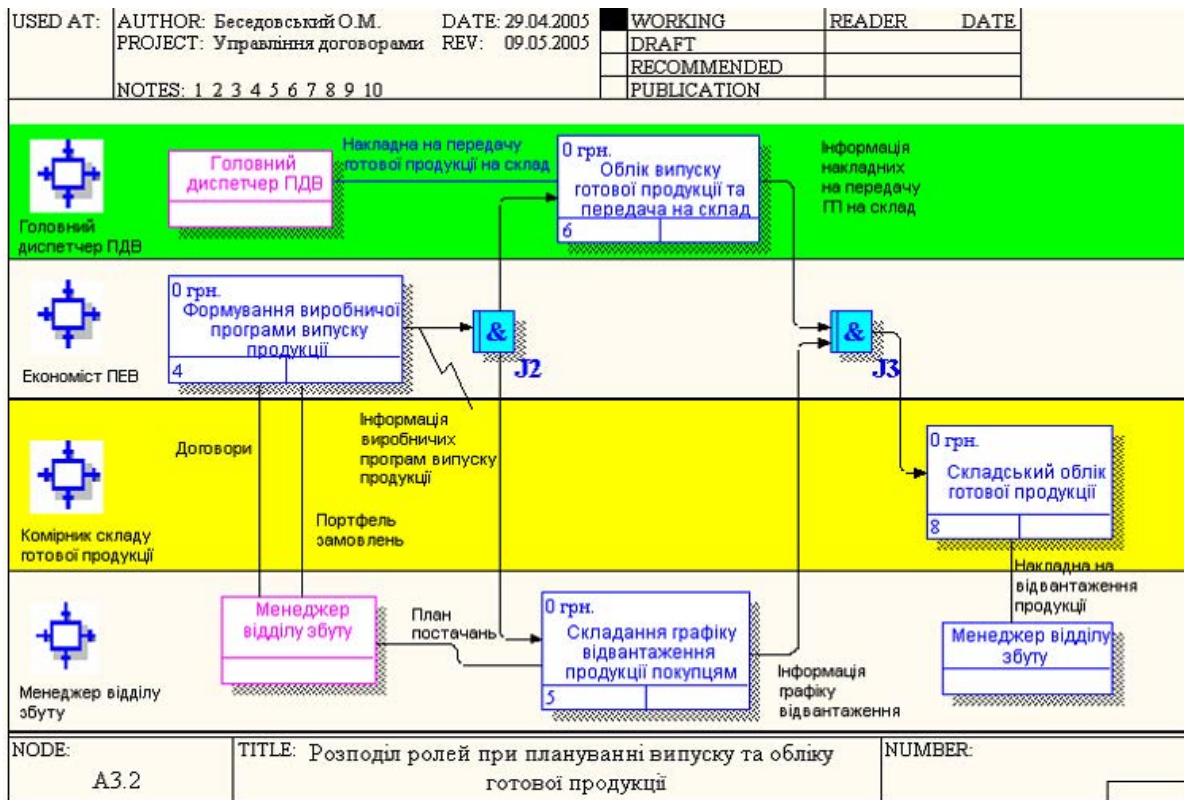 USED AT:
AUTHOR: Беседовський О.М.
DATE: 29.04.2005
PROJECT: Управління договорами
REV: 09.05.2005
NOTES: 1 2 3 4 5 6 7 8 9 10
WORKING
DRAFT
RECOMMENDED
PUBLICATION
READER
DATE
Головний
диспетчер ПДВ
Головний
диспетчер ПДВ
Накладна на передачу
готової продукції на склад
0 грн.
Облік випуску
готової продукції та
передача на склад
6
Інформація
накладних
на передачу
ГП на склад
Економіст ПЕВ
0 грн.
Формування виробничої
програми випуску
продукції
4
&
J2
&
J3
Комірник складу
готової продукції
Договори
Інформація
виробничих
програм випуску
продукції
Портфель
замовлень
0 грн.
Складський облік
готової продукції
8
Менеджер відділу
збуту
Менеджер
відділу збуту
План
постачань
0 грн.
Складання графіку
відвантаження
продукції покупцям
5
Інформація
графіку
відвантаження
Накладна на
відвантаження
продукції
Менеджер відділу
збуту
NODE:
A3.2
TITLE: Розподіл ролей при плануванні випуску та обліку
готової продукції
NUMBER: